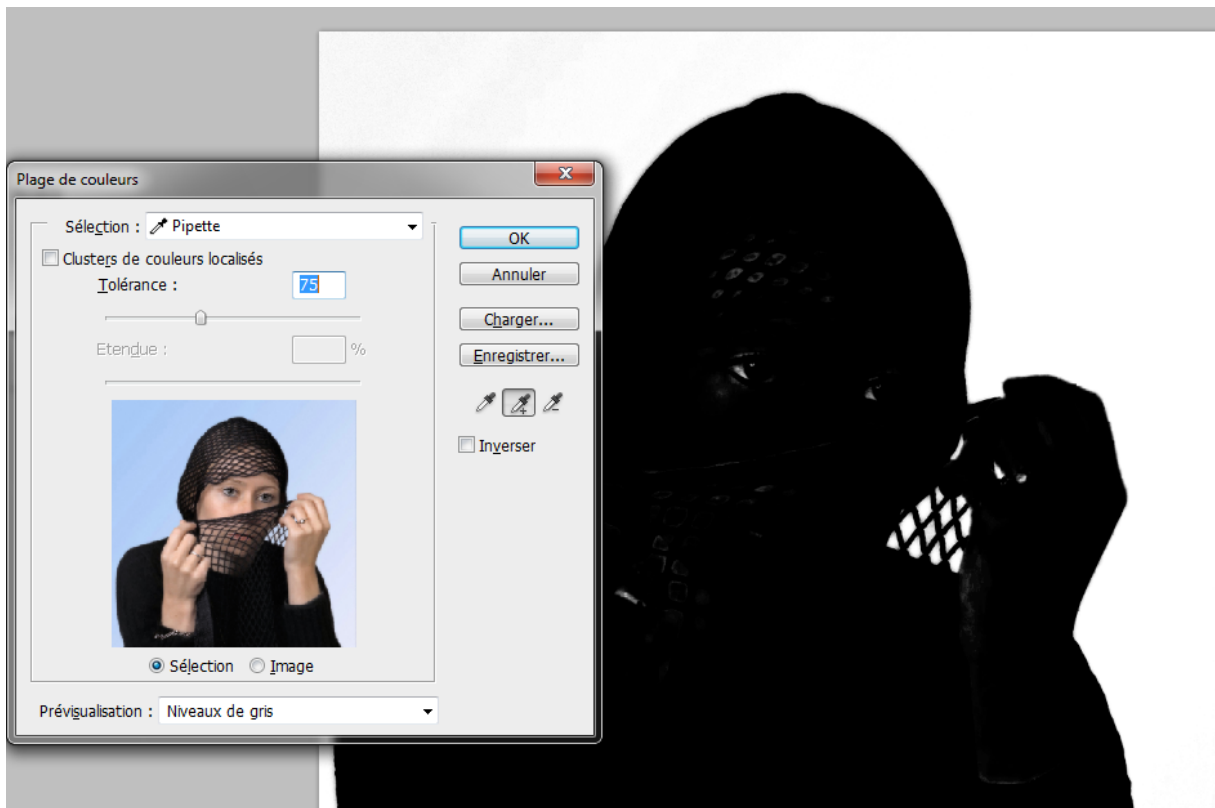 Plage de couleurs
Sélection : Pipette
Clusters de couleurs localisés
Tolérance : 75
Etendue : %
Sélection Image
Prévisualisation : Niveaux de gris
OK
Annuler
Charger...
Enregistrer...
Inverser